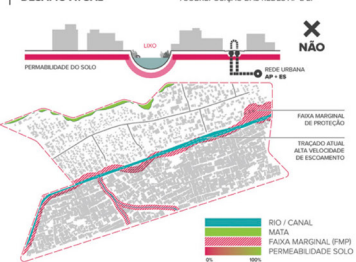 LIXO
NÃO
PERMABILIDADE DO SOLO
REDE URBANA
AP + ES
FAIXA MARGINAL
DE PROTEÇÃO
TRAÇADO ATUAL
ALTA VELOCIDADE
DE ESCOAMENTO
RIO / CANAL
MATA
FAIXA MARGINAL (FMP)
PERMEABILIDADE SOLO
0% 100%